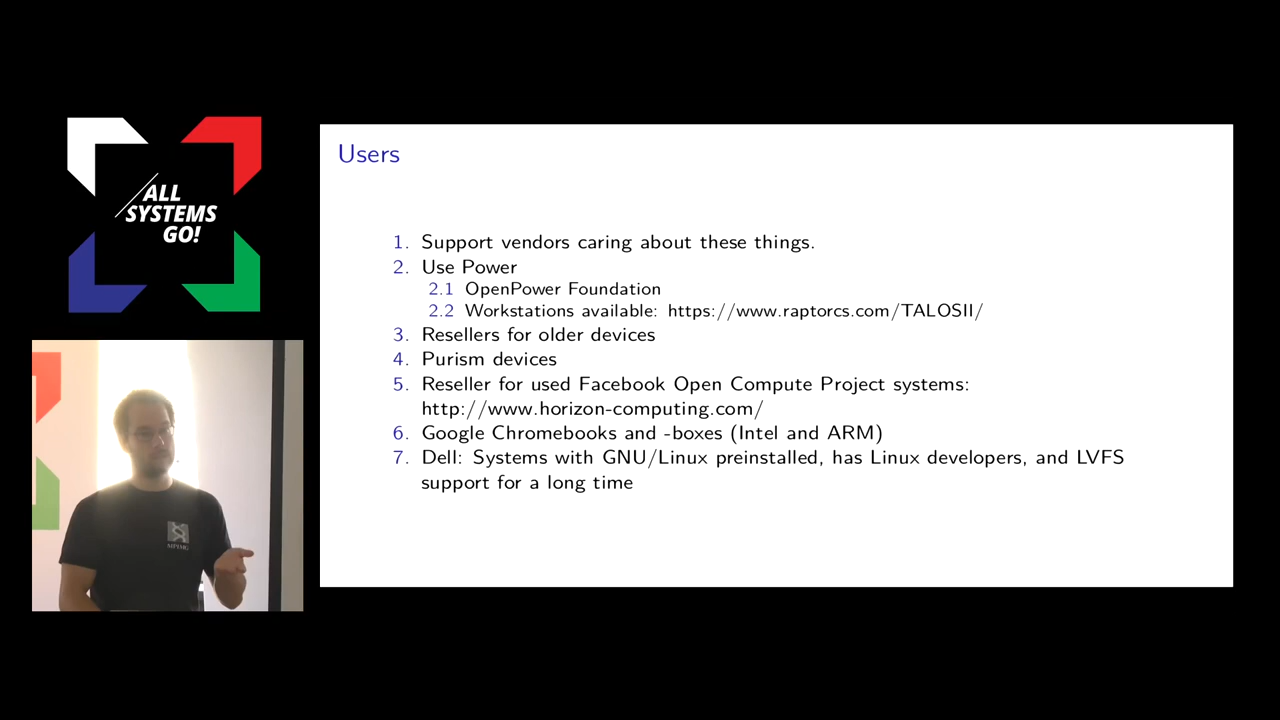 ALL
SYSTEMS
GO!
Users
1. Support vendors caring about these things.
2. Use Power
2.1 OpenPower Foundation
2.2 Workstations available: https://www.raptorcs.com/TALOSII/
3. Resellers for older devices
4. Purism devices
5. Reseller for used Facebook Open Compute Project systems:
http://www.horizon-computing.com/
6. Google Chromebooks and -boxes (Intel and ARM)
7. Dell: Systems with GNU/Linux preinstalled, has Linux developers, and LVFS
support for a long time